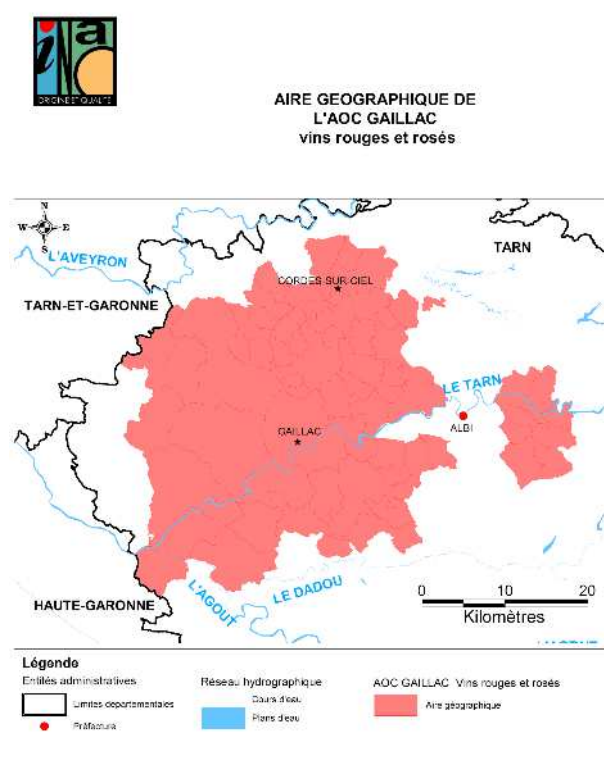 inao
ORIGINE ET QUALITÉ
AIRE GEOGRAPHIQUE DE
L'AOC GAILLAC
vins rouges et rosés
N
W E
S
L'AVEYRON
TARN
TARN-ET-GARONNE
CORDES SUR CIEL
LE TARN
ALBI
GAILLAC
L'AGOUT
LE DADOU
HAUTE-GARONNE
0 10 20
Kilomètres
Légende
Entités administratives
Limites départementales
Préfecture
Réseau hydrographique
Cours d'eau
Plans d'eau
AOC GAILLAC Vins rouges et rosés
Aire géographique